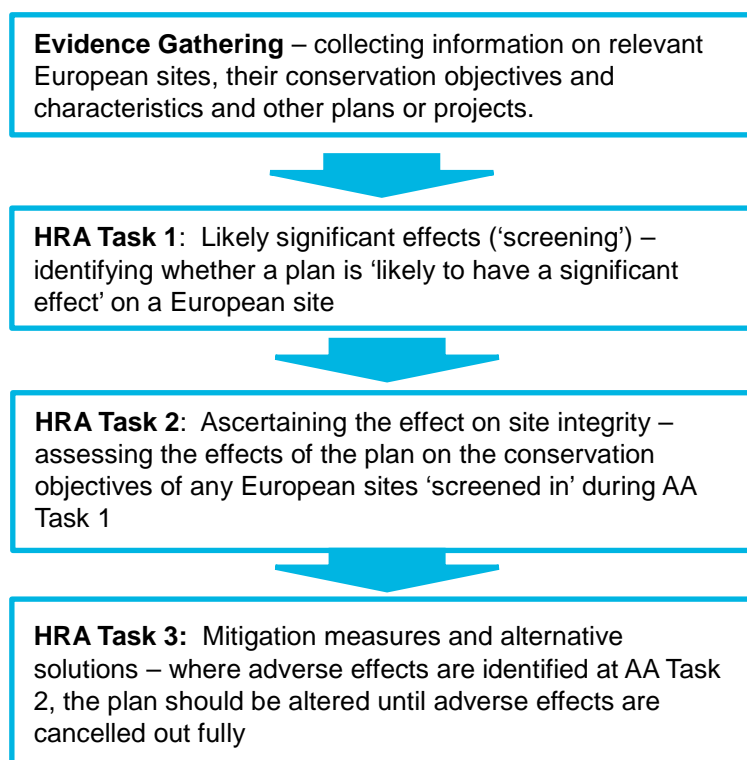 Evidence Gathering – collecting information on relevant
European sites, their conservation objectives and
characteristics and other plans or projects.
HRA Task 1:  Likely significant effects (‘screening’) –
identifying whether a plan is ‘likely to have a significant
effect’ on a European site
HRA Task 2:  Ascertaining the effect on site integrity –
assessing the effects of the plan on the conservation
objectives of any European sites ‘screened in’ during AA
Task 1
HRA Task 3:  Mitigation measures and alternative
solutions – where adverse effects are identified at AA Task
2, the plan should be altered until adverse effects are
cancelled out fully